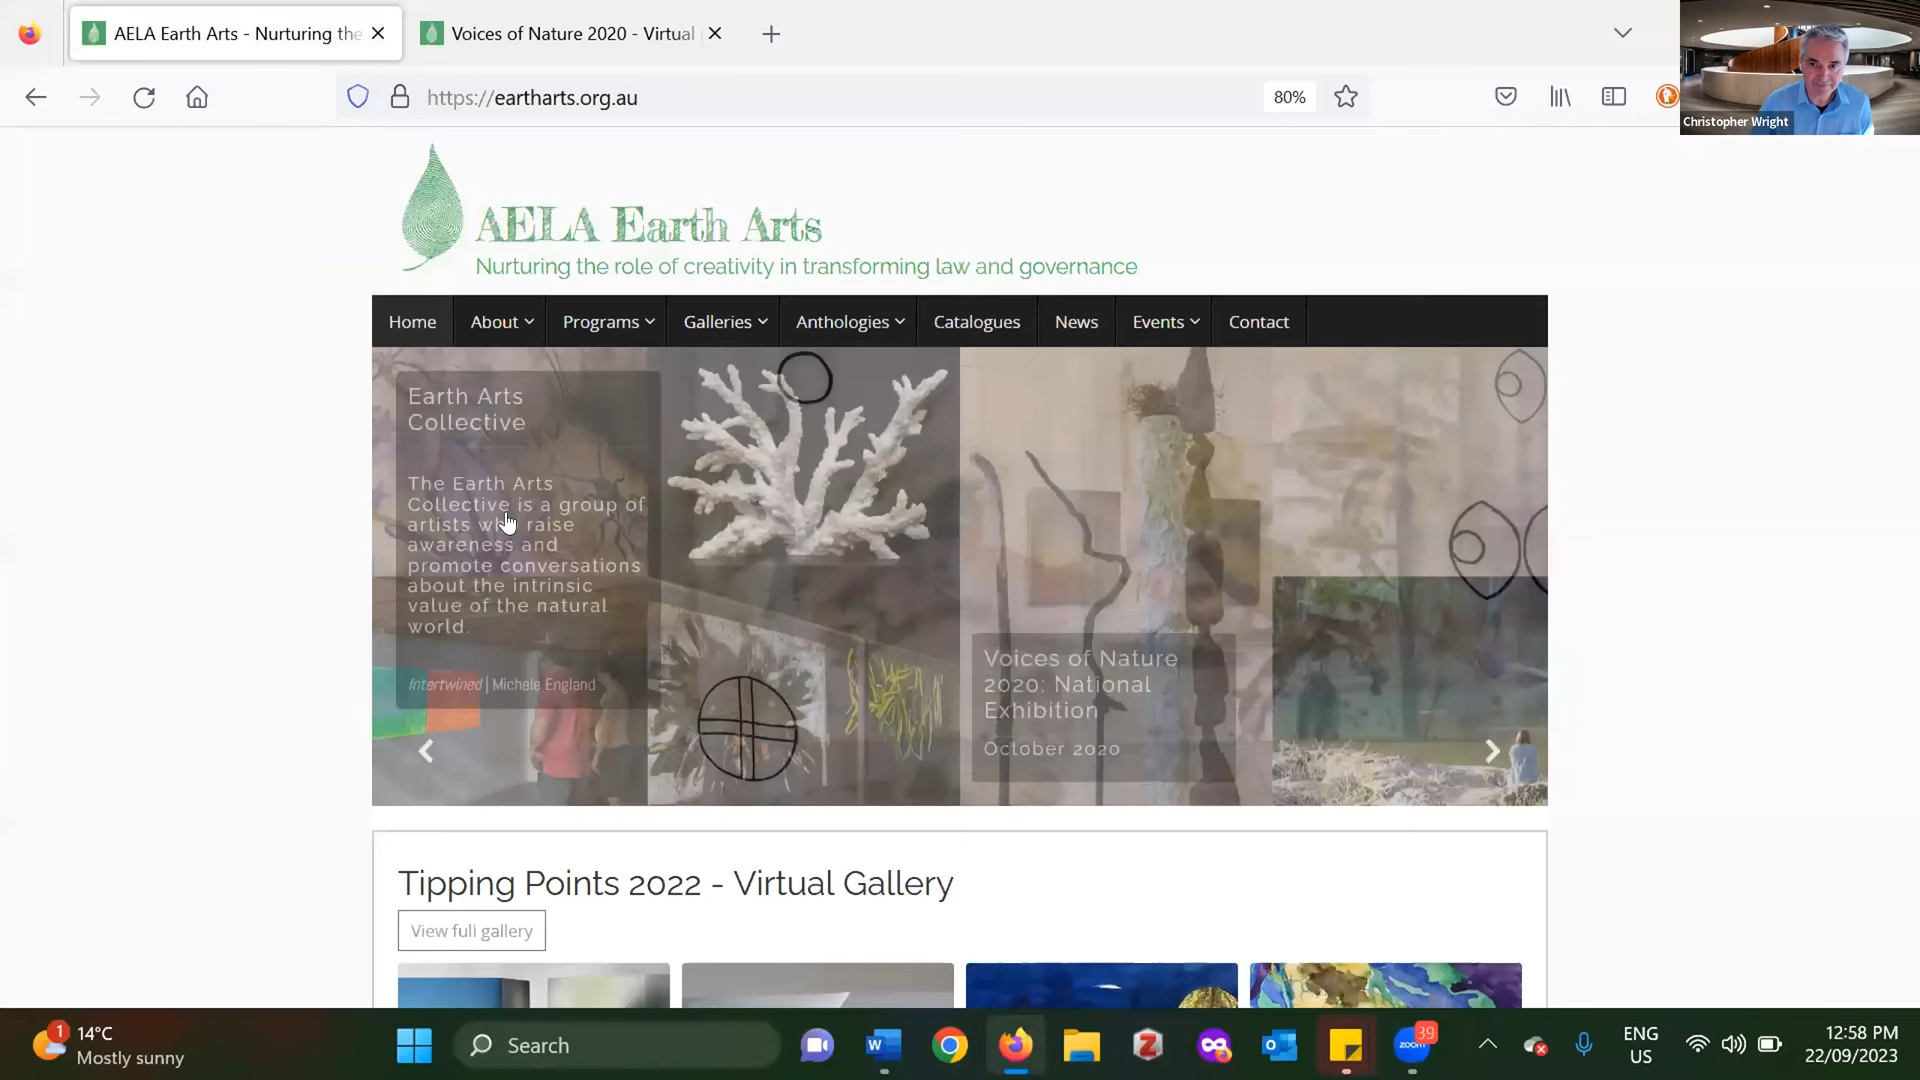 AELA Earth Arts - Nurturing the
Voices of Nature 2020 - Virtual
https://eartharts.org.au
80%
Christopher Wright
AELA Earth Arts
Nurturing the role of creativity in transforming law and governance
Home
About
Programs
Galleries
Anthologies
Catalogues
News
Events
Contact
Earth Arts
Collective
The Earth Arts
Collective is a group of
artists who raise
awareness and
promote conversations
about the intrinsic
value of the natural
world.
Intertwined | Michele England
Voices of Nature
2020: National
Exhibition
October 2020
Tipping Points 2022 - Virtual Gallery
View full gallery
1
14°C
Mostly sunny
Search
W
Z
O
zoom
39
ENG
US
12:58 PM
22/09/2023